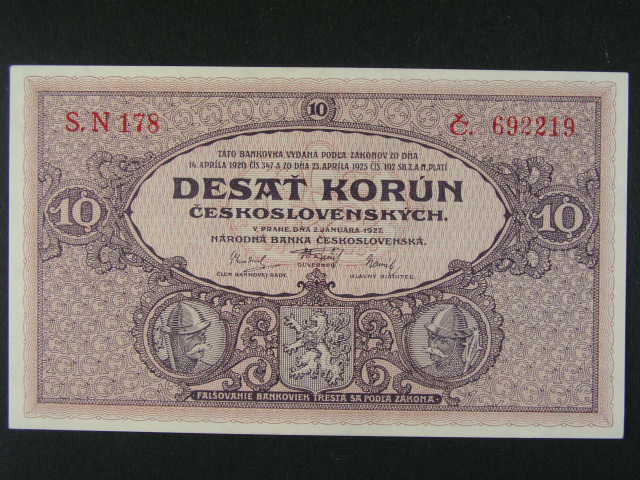 10
S. N 178
Č. 692219
TÁTO BANKOVKA VYDANÁ PODĽA ZÁKONOV ZO DŇA
14. APRÍLA 1920, ČÍS 347 A ZO DŇA 23. APRÍLA 1925 ČÍS. 102 SB. Z. A N. PLATÍ
DESAŤ KORÚN
ČESKOSLOVENSKÝCH.
V PRAHE, DŇA 2. JANUÁRA 1927.
NÁRODNÁ BANKA ČESKOSLOVENSKÁ.
10
10
GUVERNÉR.
ČLEN BANKOVEJ RADY.
HLAVNÝ RIADITEĽ.
FALŠOVANIE BANKOVIEK TRESTÁ SA PODĽA ZÁKONA.